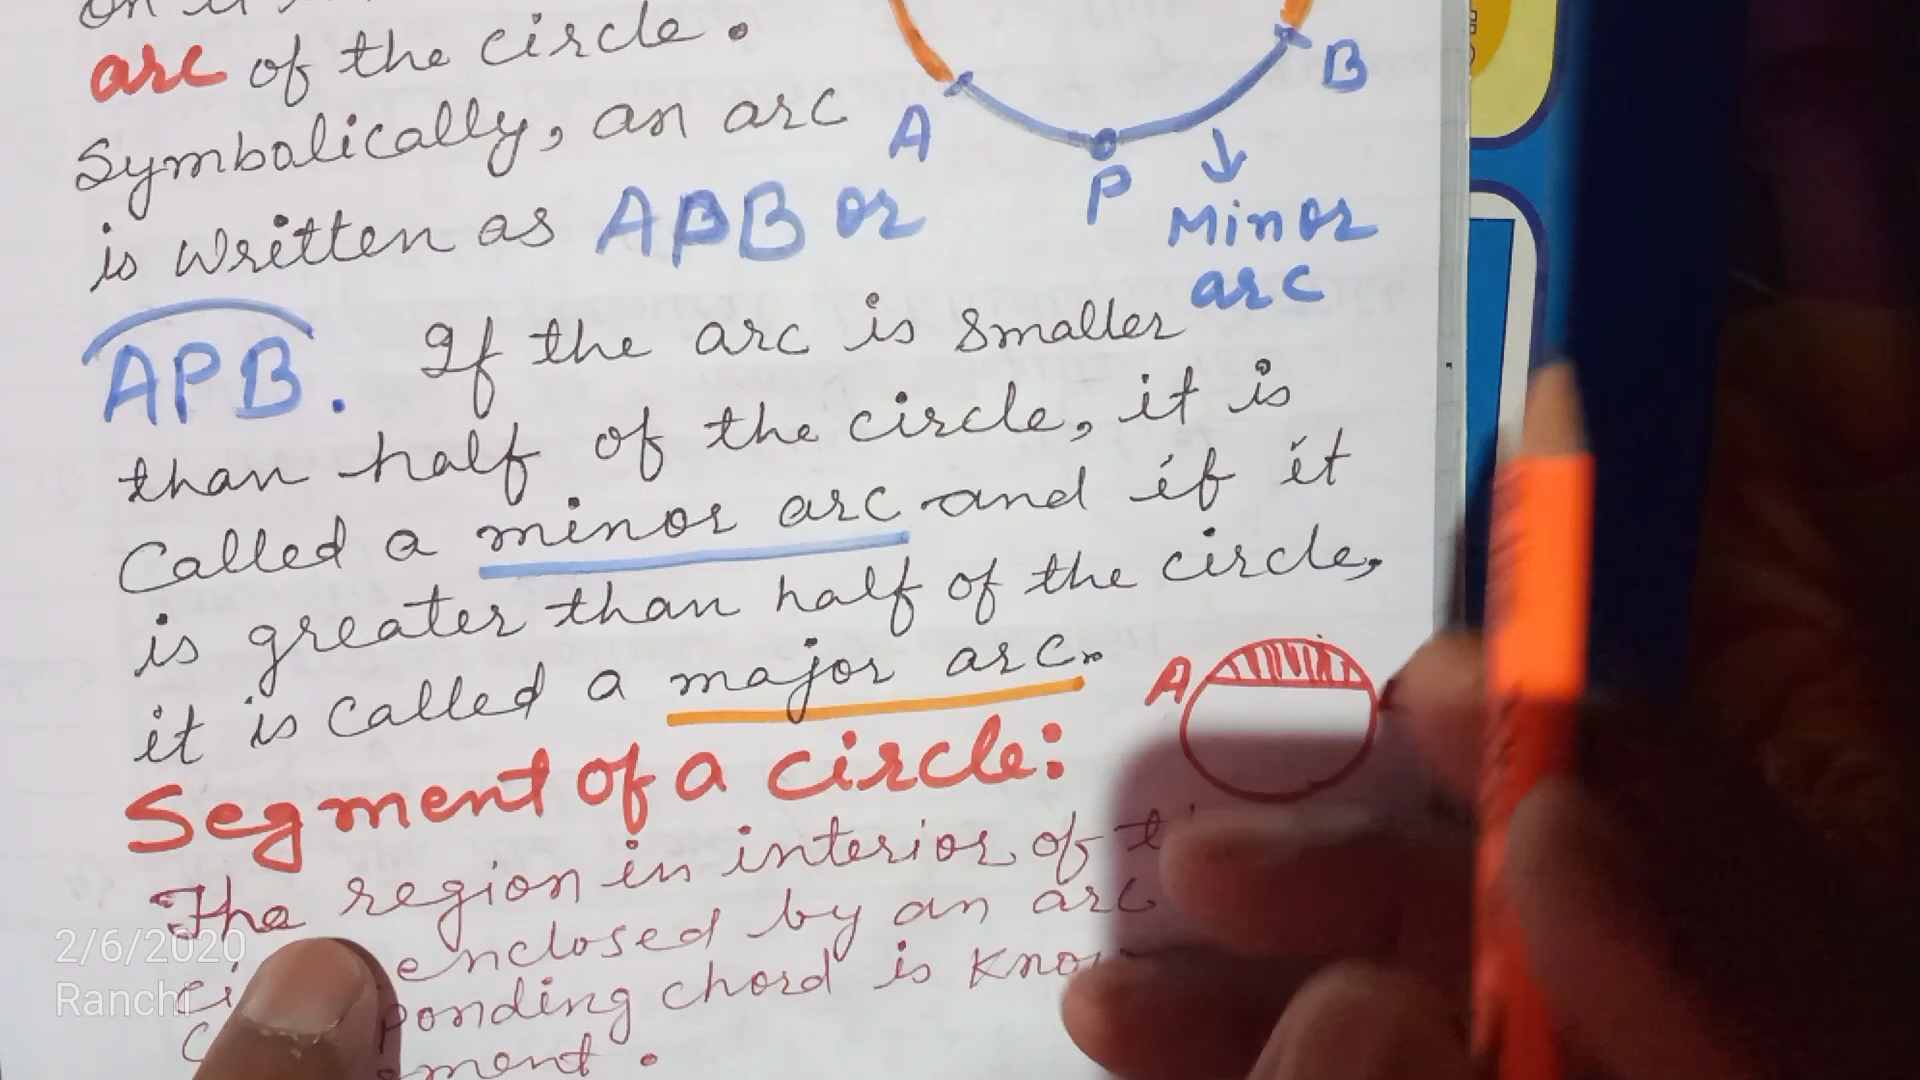 arc of the circle.
Symbolically, an arc
is written as APB or
APB. If the arc is smaller
than half of the circle, it is
called a minor arc and if it
is greater than half of the circle,
it is called a major arc.
A
B
P
Minor
arc
A
Segment of a circle:
The region in interior of
enclosed by an arc
ponding chord is
2/6/2020
Ranchi